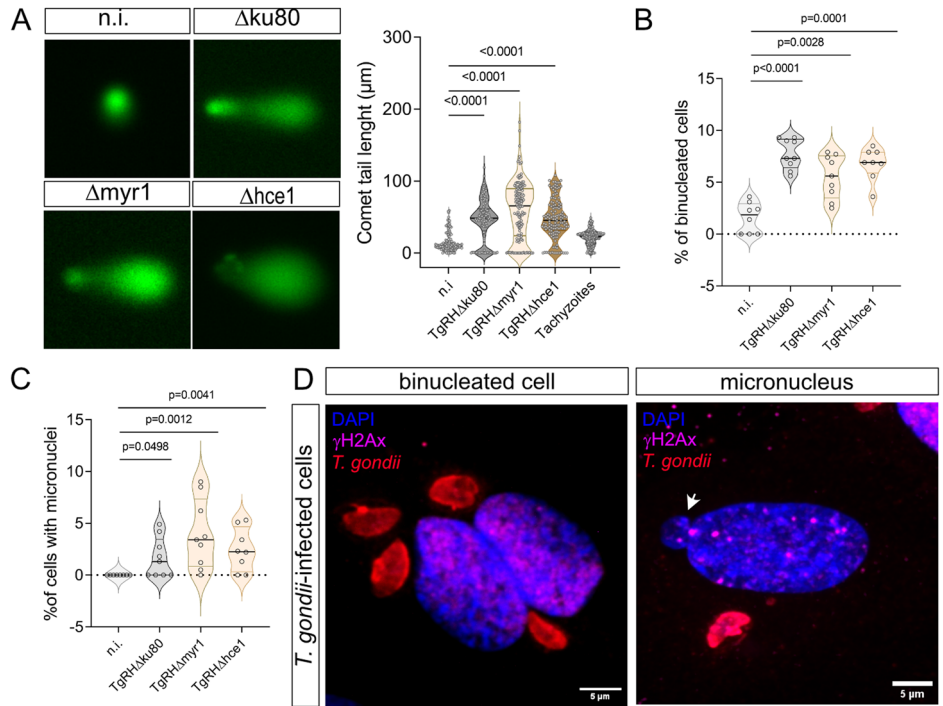 A
n.i.
Δku80
Δmyr1
Δhce1
Comet tail lenght (µm)
300
200
100
0
<0.0001
<0.0001
<0.0001
n.i
TgRHΔku80
TgRHΔmyr1
TgRHΔhce1
Tachyzoites
B
% of binucleated cells
15
10
5
0
-5
p=0.0001
p=0.0028
p<0.0001
n.i.
TgRHΔku80
TgRHΔmyr1
TgRHΔhce1
C
%of cells with micronuclei
15
10
5
0
-5
p=0.0041
p=0.0012
p=0.0498
n.i.
TgRHΔku80
TgRHΔmyr1
TgRHΔhce1
D
binucleated cell
micronucleus
T. gondii-infected cells
DAPI
γH2Ax
T. gondii
5 µm
DAPI
γH2Ax
T. gondii
5 µm